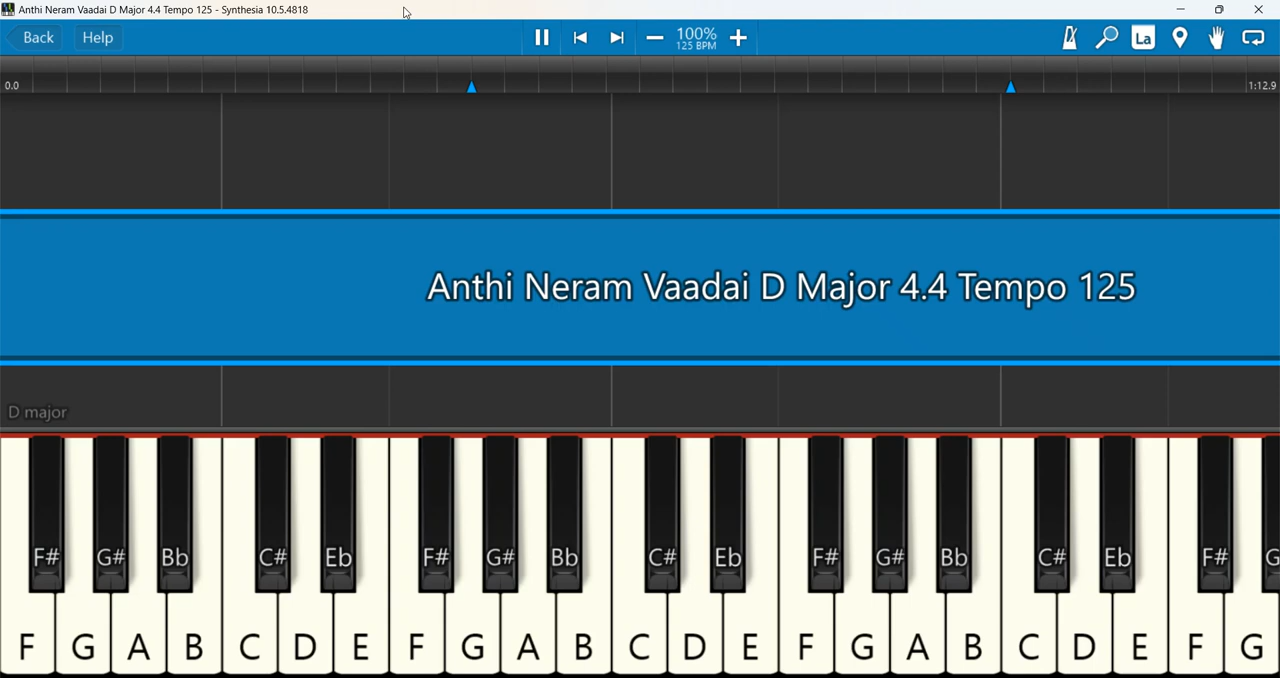 Anthi Neram Vaadai D Major 4.4 Tempo 125 - Synthesia 10.5.4818
Back Help 100% La
125 BPM
0.0 1:12.9
Anthi Neram Vaadai D Major 4.4 Tempo 125
D major
F# G# Bb C# Eb F# G# Bb C# Eb F# G# Bb C# Eb F# G
F G A B C D E F G A B C D E F G A B C D E F G